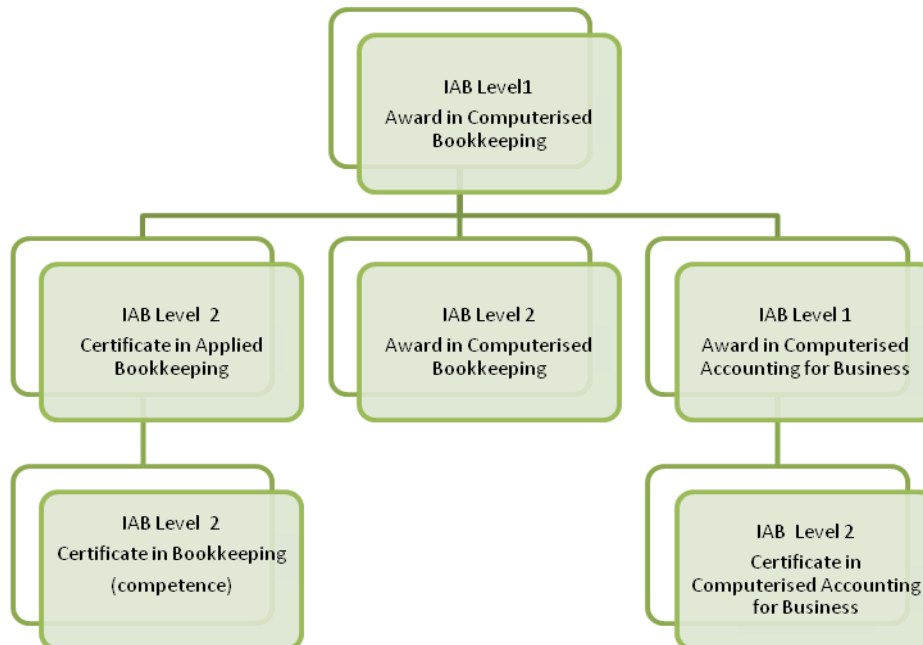 IAB Level1
Award in Computerised
Bookkeeping
IAB Level 2
Certificate in Applied
Bookkeeping
IAB Level 2
Award in Computerised
Bookkeeping
IAB Level 1
Award in Computerised
Accounting for Business
IAB Level 2
Certificate in Bookkeeping
(competence)
IAB Level 2
Certificate in
Computerised Accounting
for Business